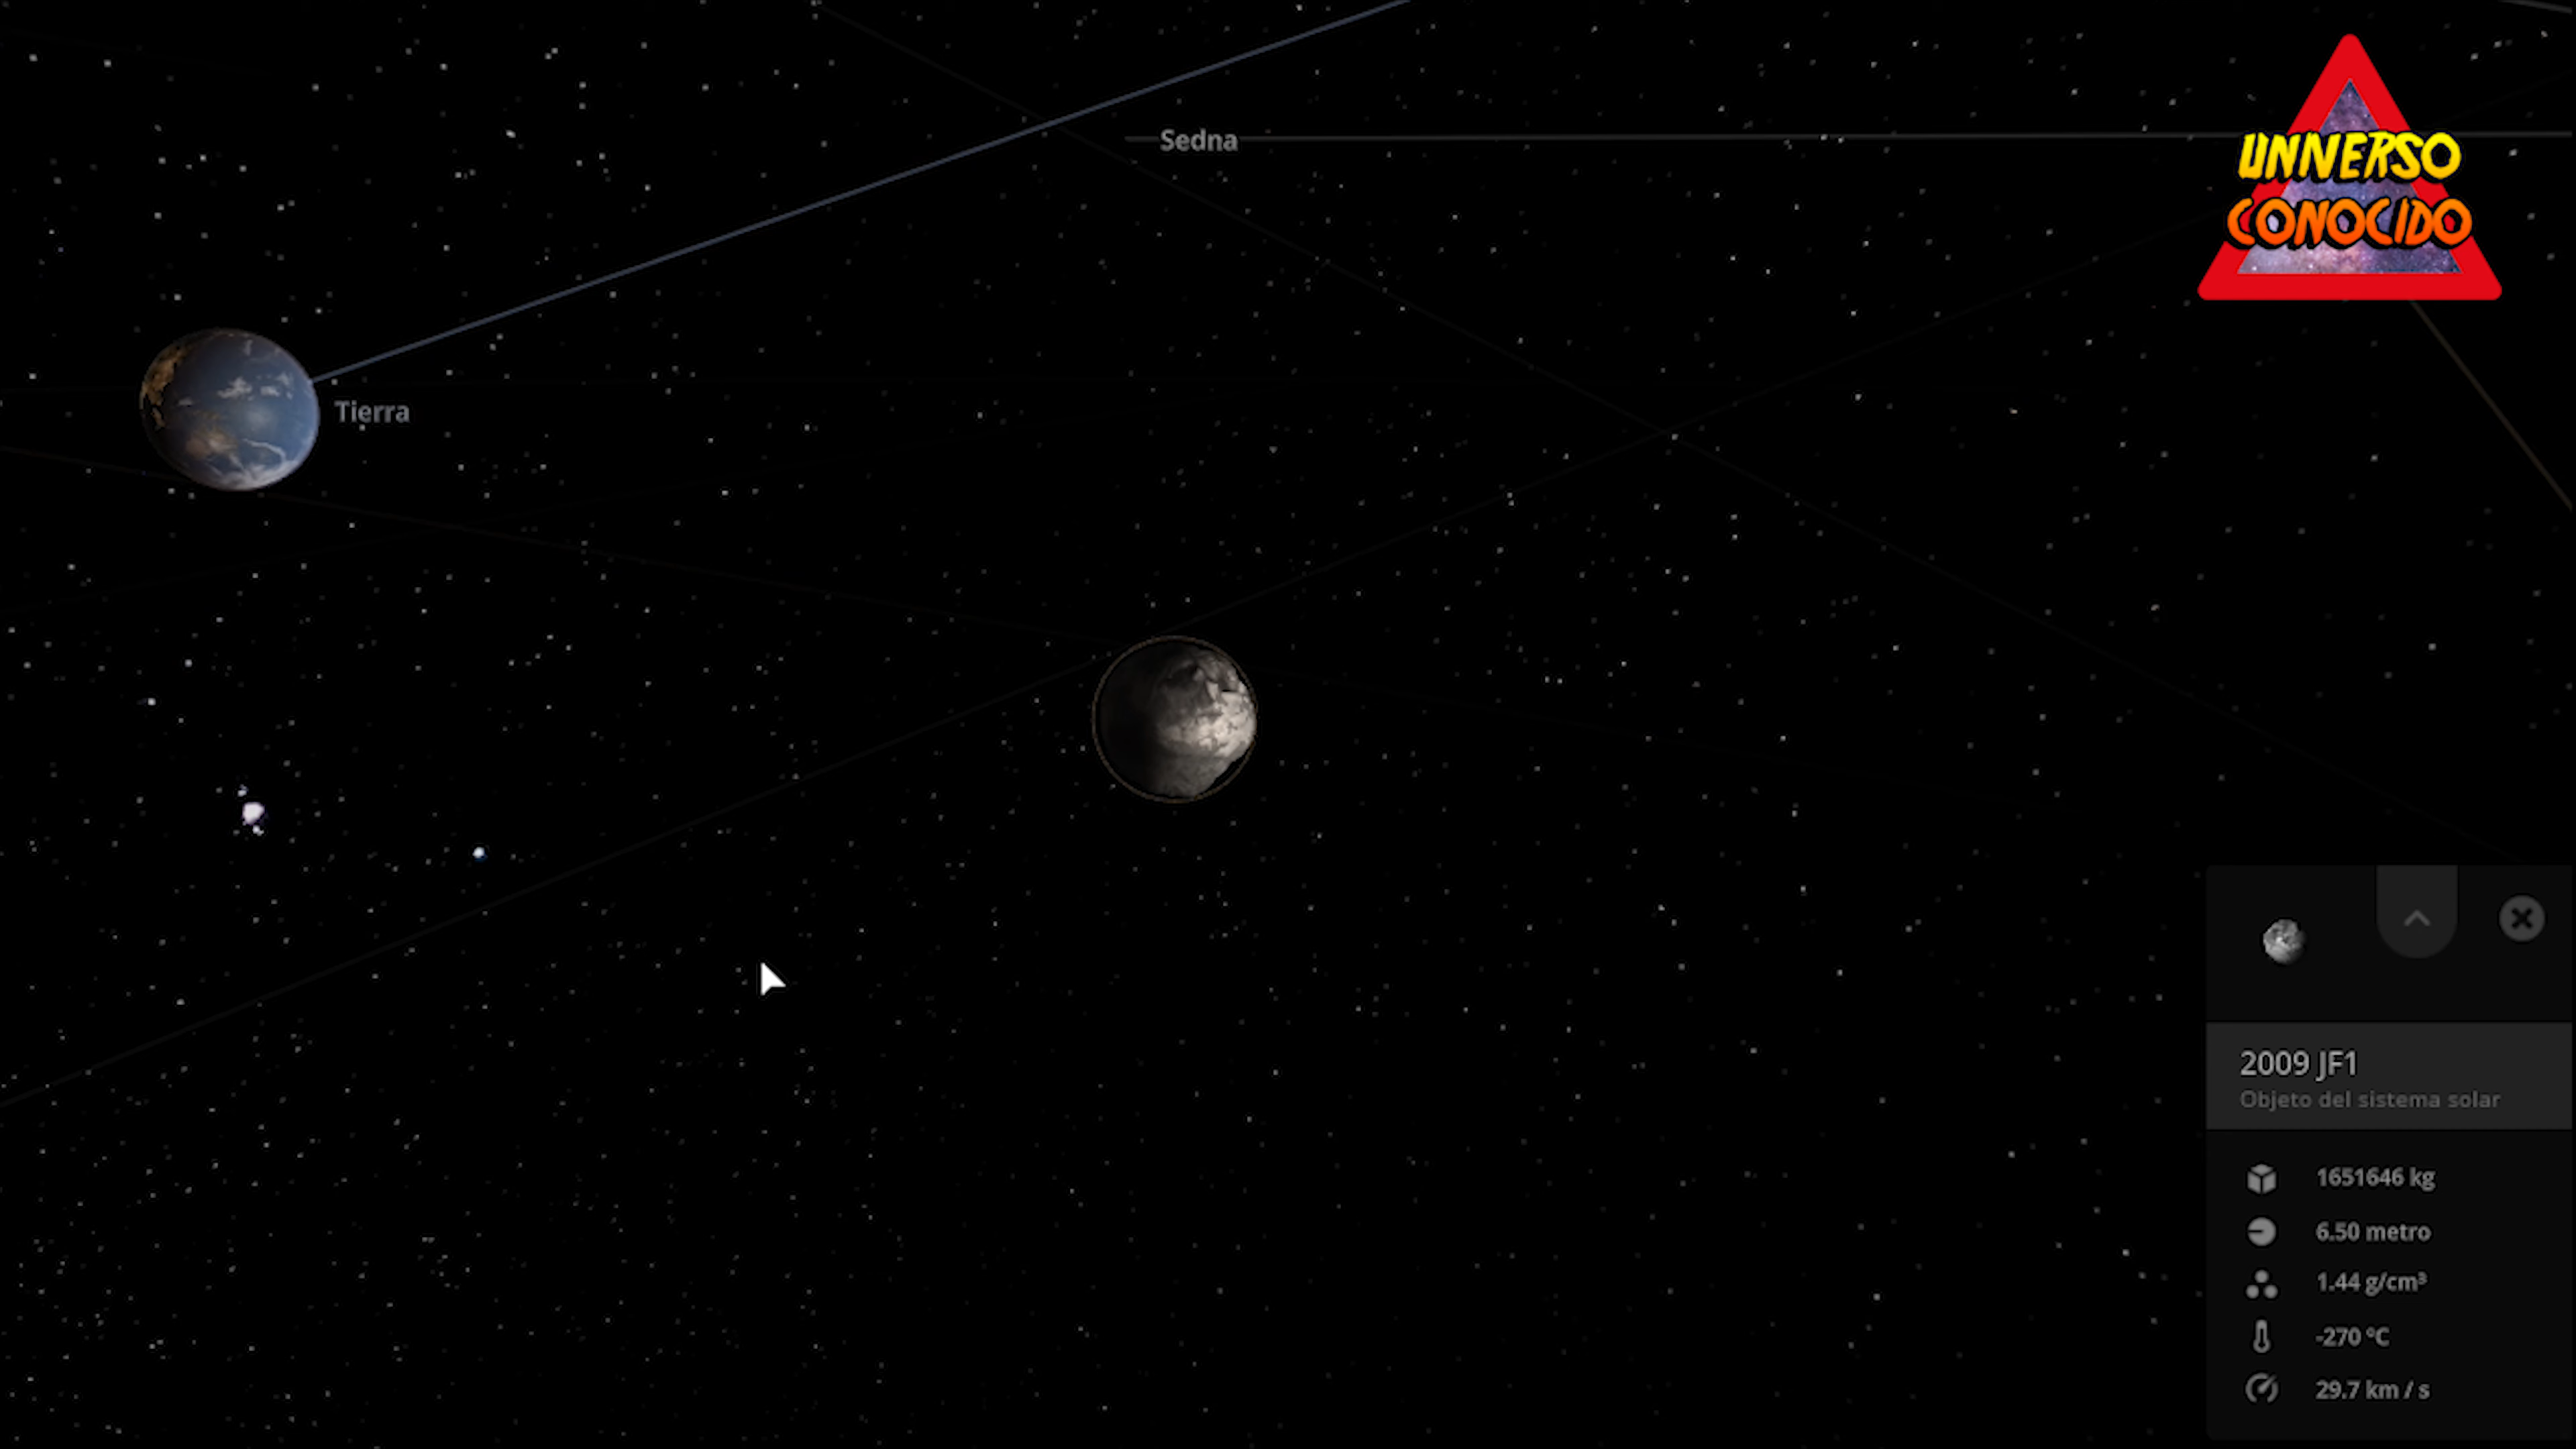 Sedna
UNIVERSO
CONOCIDO
Tierra
2009 JF1
Objeto del sistema solar
1651646 kg
6.50 metro
1.44 g/cm³
-270 ºC
29.7 km / s